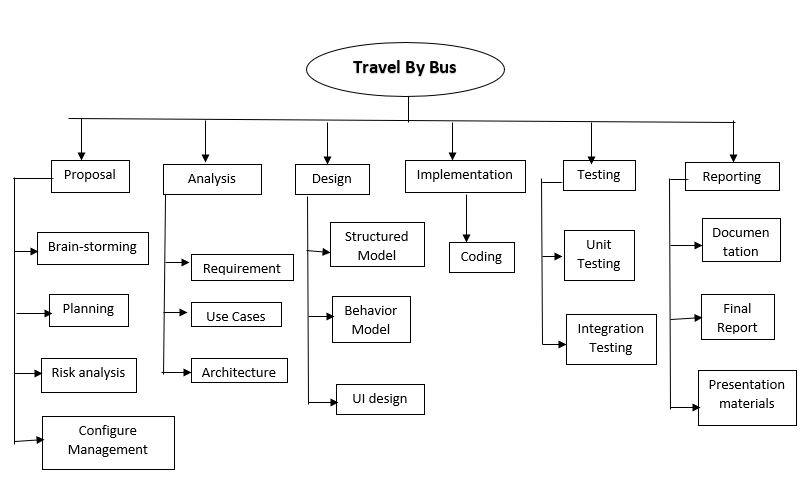 Travel By Bus
Proposal
Analysis
Design
Implementation
Testing
Reporting
Brain-storming
Planning
Risk analysis
Configure
Management
Requirement
Use Cases
Architecture
Structured
Model
Behavior
Model
UI design
Coding
Unit
Testing
Integration
Testing
Documen
tation
Final
Report
Presentation
materials